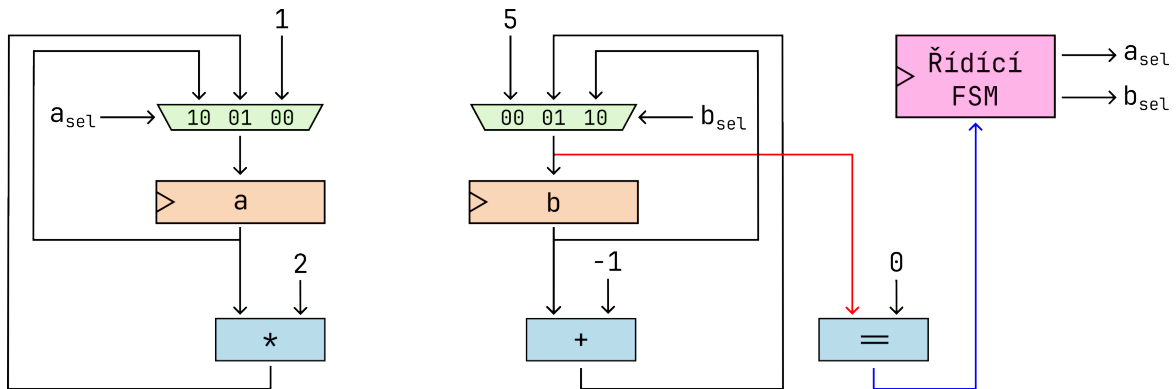 1
5
Řídící
FSM
a_sel
b_sel
a_sel
10 01 00
00 01 10
b_sel
a
b
2
-1
0
*
+
==